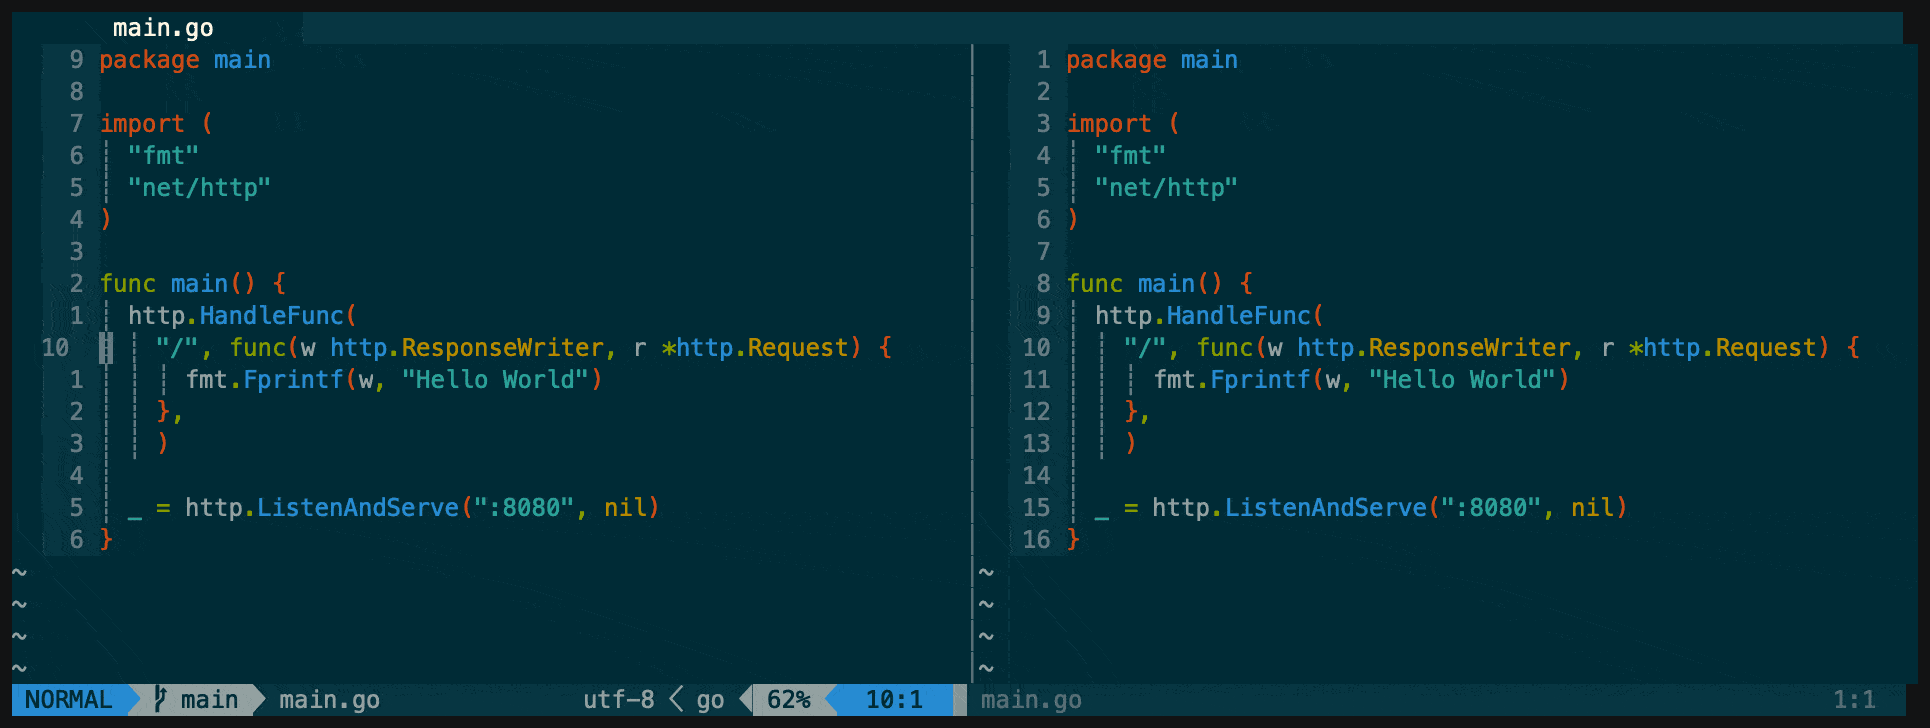 main.go
9 package main
8
7 import (
6 "fmt"
5 "net/http"
4 )
3
2 func main() {
1 http.HandleFunc(
10 "/", func(w http.ResponseWriter, r *http.Request) {
1 fmt.Fprintf(w, "Hello World")
2 },
3 )
4
5 _ = http.ListenAndServe(":8080", nil)
6 }
~
~
~
~
NORMAL main main.go utf-8 < go 62% 10:1
1 package main
2
3 import (
4 "fmt"
5 "net/http"
6 )
7
8 func main() {
9 http.HandleFunc(
10 "/", func(w http.ResponseWriter, r *http.Request) {
11 fmt.Fprintf(w, "Hello World")
12 },
13 )
14
15 _ = http.ListenAndServe(":8080", nil)
16 }
~
~
~
~
main.go 1:1